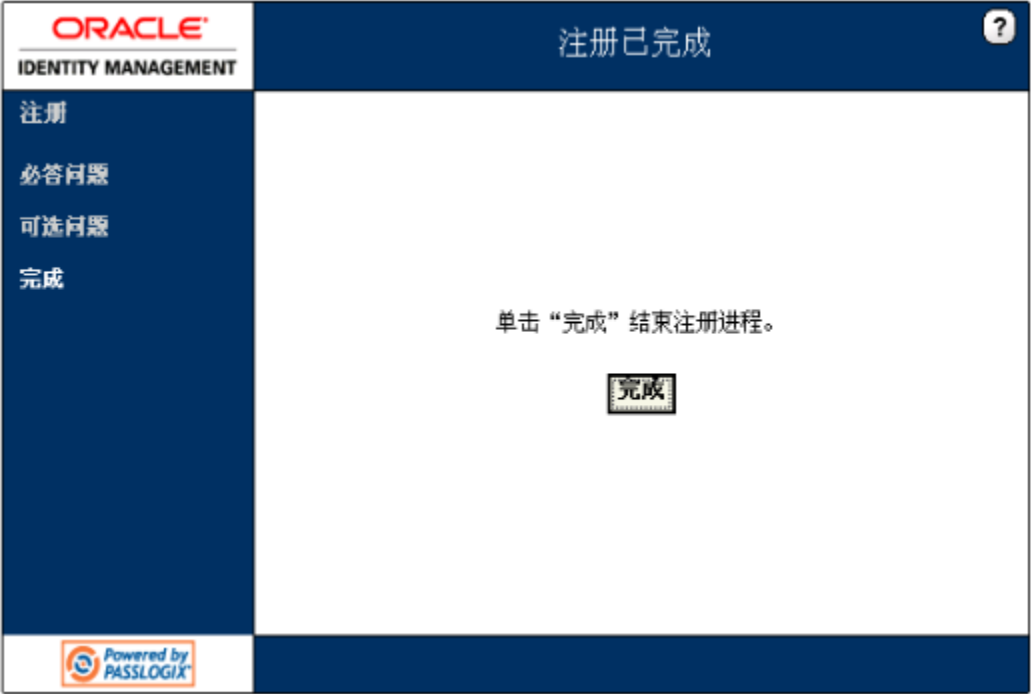 ORACLE®
IDENTITY MANAGEMENT
注册已完成
?
注册
必答问题
可选问题
完成
单击“完成”结束注册进程。
完成
Powered by
PASSLOGIX®